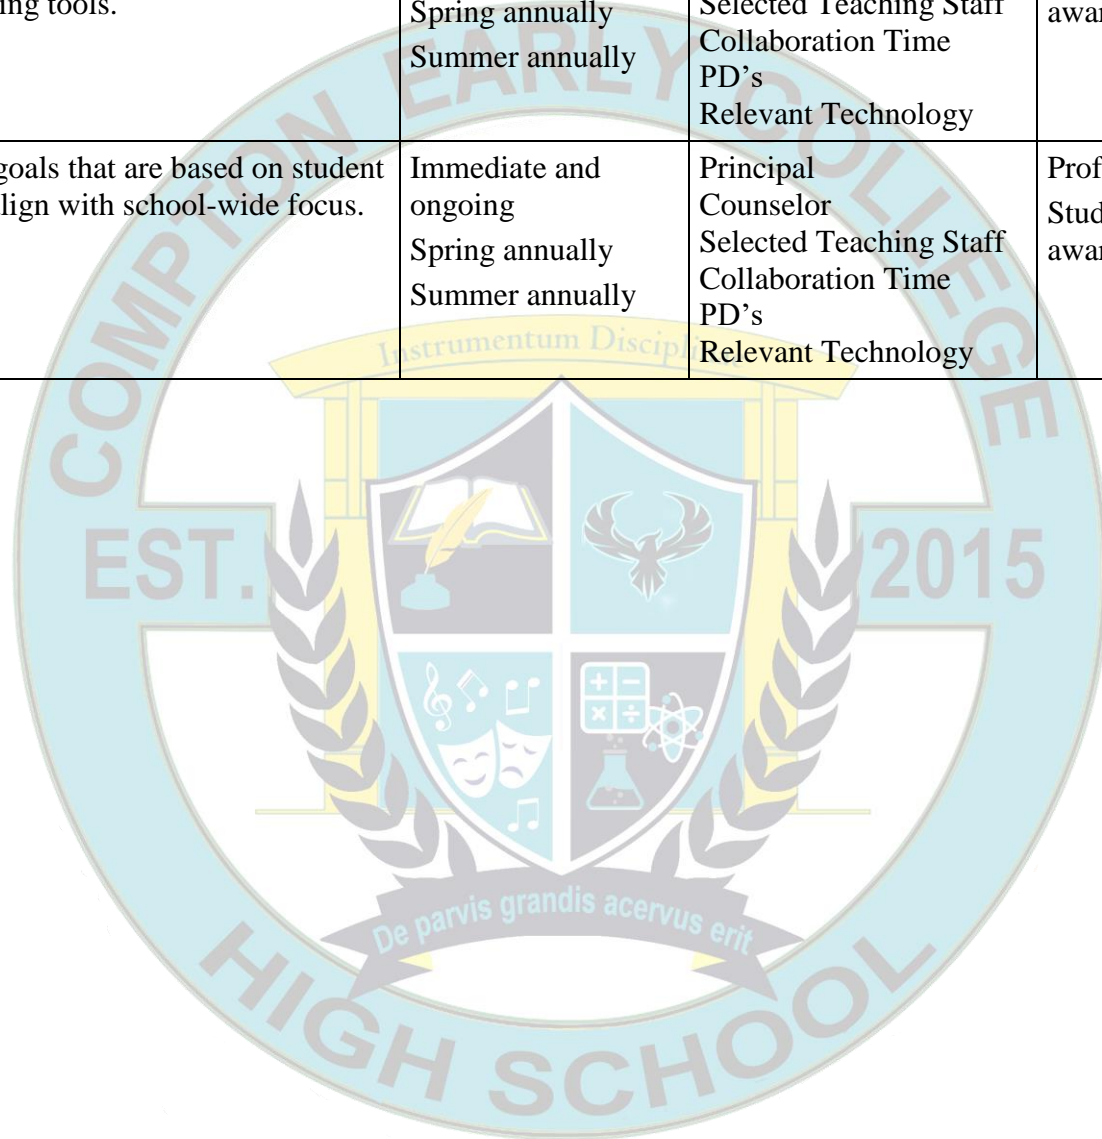 ing tools.
Spring annually
Summer annually
Selected Teaching Staff
Collaboration Time
PD's
Relevant Technology
goals that are based on student
lign with school-wide focus.
Immediate and
ongoing
Spring annually
Summer annually
Principal
Counselor
Selected Teaching Staff
Collaboration Time
PD's
Relevant Technology
Prof
Stud
awar
COMPTON EARLY COLLEGE
Instrumentum Discipl
EST. 2015
De parvis grandis acervus erit
HIGH SCHOOL